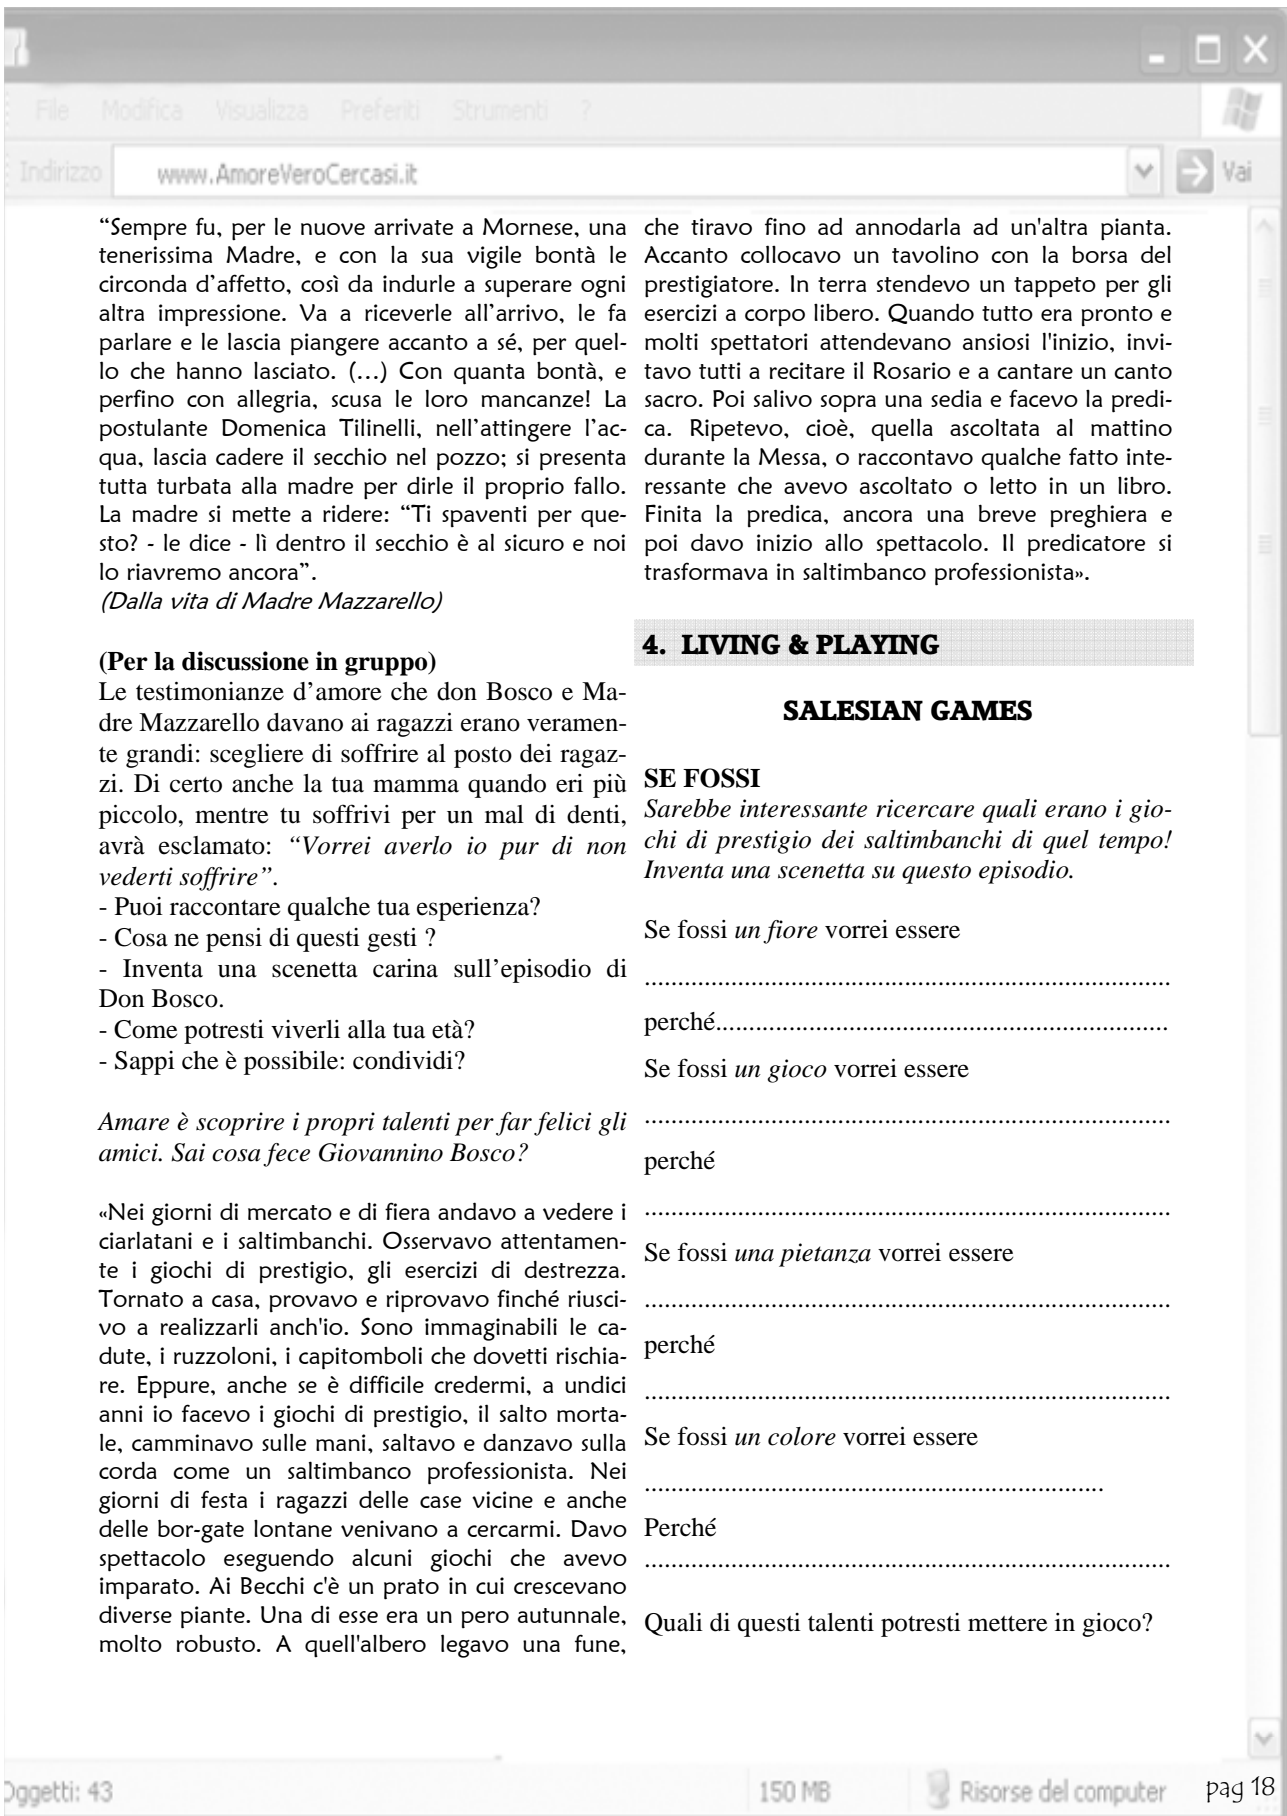 File Modifica Visualizza Preferiti Strumenti ?
Indirizzo www.AmoreVeroCercasi.it Vai
“Sempre fu, per le nuove arrivate a Mornese, una
tenerissima Madre, e con la sua vigile bontà le
circonda d’affetto, così da indurle a superare ogni
altra impressione. Va a riceverle all’arrivo, le fa
parlare e le lascia piangere accanto a sé, per quel-
lo che hanno lasciato. (…) Con quanta bontà, e
perfino con allegria, scusa le loro mancanze! La
postulante Domenica Tilinelli, nell’attingere l’ac-
qua, lascia cadere il secchio nel pozzo; si presenta
tutta turbata alla madre per dirle il proprio fallo.
La madre si mette a ridere: “Ti spaventi per que-
sto? - le dice - lì dentro il secchio è al sicuro e noi
lo riavremo ancora”.
(Dalla vita di Madre Mazzarello)
(Per la discussione in gruppo)
Le testimonianze d’amore che don Bosco e Ma-
dre Mazzarello davano ai ragazzi erano veramen-
te grandi: scegliere di soffrire al posto dei ragaz-
zi. Di certo anche la tua mamma quando eri più
piccolo, mentre tu soffrivi per un mal di denti,
avrà esclamato: “Vorrei averlo io pur di non
vederti soffrire”.
- Puoi raccontare qualche tua esperienza?
- Cosa ne pensi di questi gesti ?
- Inventa una scenetta carina sull’episodio di
Don Bosco.
- Come potresti viverli alla tua età?
- Sappi che è possibile: condividi?
Amare è scoprire i propri talenti per far felici gli
amici. Sai cosa fece Giovannino Bosco?
«Nei giorni di mercato e di fiera andavo a vedere i
ciarlatani e i saltimbanchi. Osservavo attentamen-
te i giochi di prestigio, gli esercizi di destrezza.
Tornato a casa, provavo e riprovavo finché riusci-
vo a realizzarli anch'io. Sono immaginabili le ca-
dute, i ruzzoloni, i capitomboli che dovetti rischia-
re. Eppure, anche se è difficile credermi, a undici
anni io facevo i giochi di prestigio, il salto morta-
le, camminavo sulle mani, saltavo e danzavo sulla
corda come un saltimbanco professionista. Nei
giorni di festa i ragazzi delle case vicine e anche
delle bor-gate lontane venivano a cercarmi. Davo
spettacolo eseguendo alcuni giochi che avevo
imparato. Ai Becchi c'è un prato in cui crescevano
diverse piante. Una di esse era un pero autunnale,
molto robusto. A quell'albero legavo una fune,
che tiravo fino ad annodarla ad un'altra pianta.
Accanto collocavo un tavolino con la borsa del
prestigiatore. In terra stendevo un tappeto per gli
esercizi a corpo libero. Quando tutto era pronto e
molti spettatori attendevano ansiosi l'inizio, invi-
tavo tutti a recitare il Rosario e a cantare un canto
sacro. Poi salivo sopra una sedia e facevo la predi-
ca. Ripetevo, cioè, quella ascoltata al mattino
durante la Messa, o raccontavo qualche fatto inte-
ressante che avevo ascoltato o letto in un libro.
Finita la predica, ancora una breve preghiera e
poi davo inizio allo spettacolo. Il predicatore si
trasformava in saltimbanco professionista».
4. LIVING & PLAYING
SALESIAN GAMES
SE FOSSI
Sarebbe interessante ricercare quali erano i gio-
chi di prestigio dei saltimbanchi di quel tempo!
Inventa una scenetta su questo episodio.
Se fossi un fiore vorrei essere
...............................................................................
perché....................................................................
Se fossi un gioco vorrei essere
...............................................................................
perché
...............................................................................
Se fossi una pietanza vorrei essere
...............................................................................
perché
...............................................................................
Se fossi un colore vorrei essere
.....................................................................
Perché
...............................................................................
Quali di questi talenti potresti mettere in gioco?
Oggetti: 43 150 MB Risorse del computer pag 18